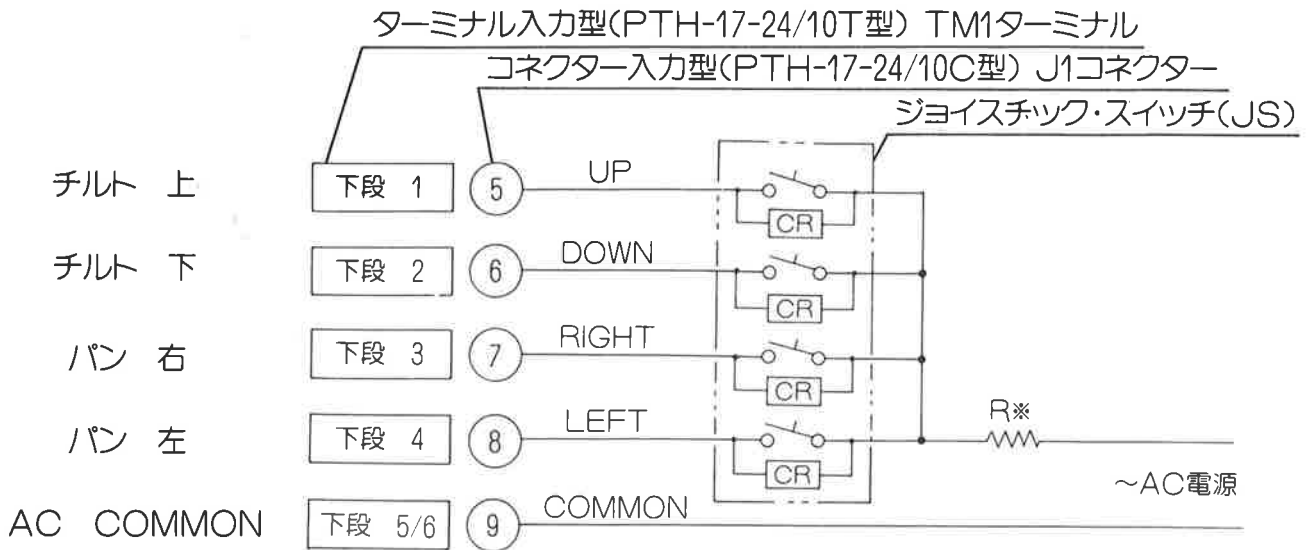 ターミナル入力型(PTH-17-24/10T型) TM1ターミナル
コネクター入力型(PTH-17-24/10C型) J1コネクター
ジョイスチック・スイッチ(JS)
チルト 上 下段 1 5 UP CR
チルト 下 下段 2 6 DOWN CR
パン 右 下段 3 7 RIGHT CR
パン 左 下段 4 8 LEFT CR R※
~AC電源
AC COMMON 下段 5/6 9 COMMON